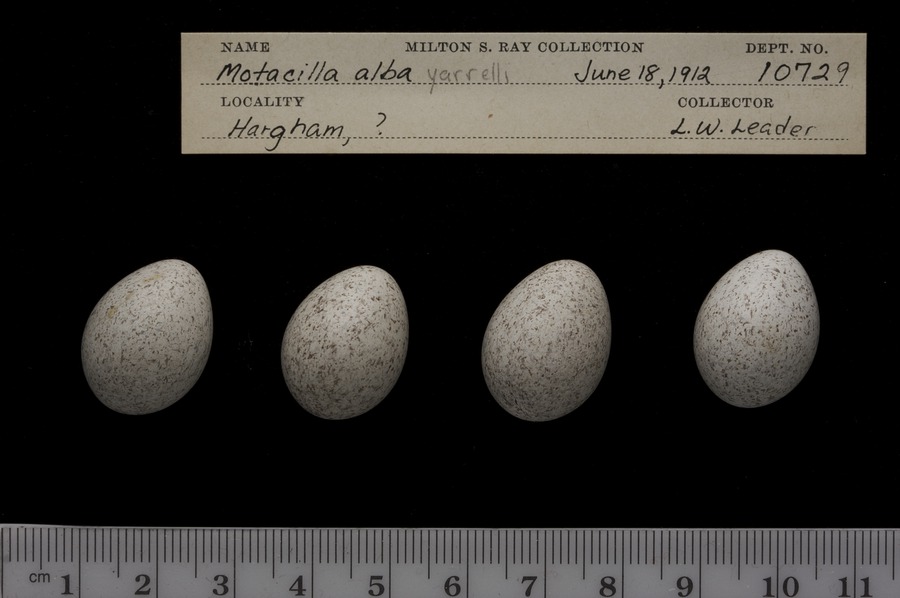 NAME MILTON S. RAY COLLECTION DEPT. NO.
Motacilla alba yarrelli June 18, 1912 10729
LOCALITY COLLECTOR
Hargham, ? L.W. Leader
cm 1 2 3 4 5 6 7 8 9 10 11